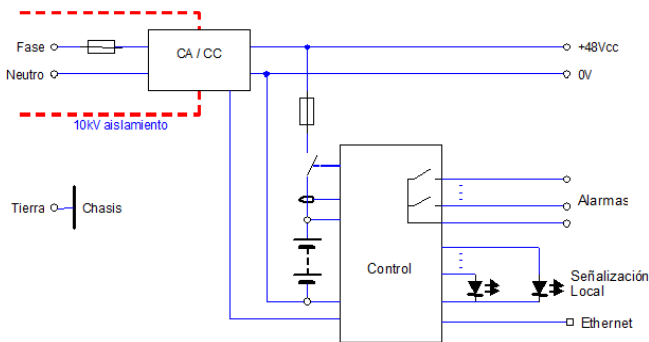 Fase
CA / CC
+48Vcc
Neutro
0V
10kV aislamiento
Tierra
Chasis
Alarmas
Control
Señalización
Local
Ethernet